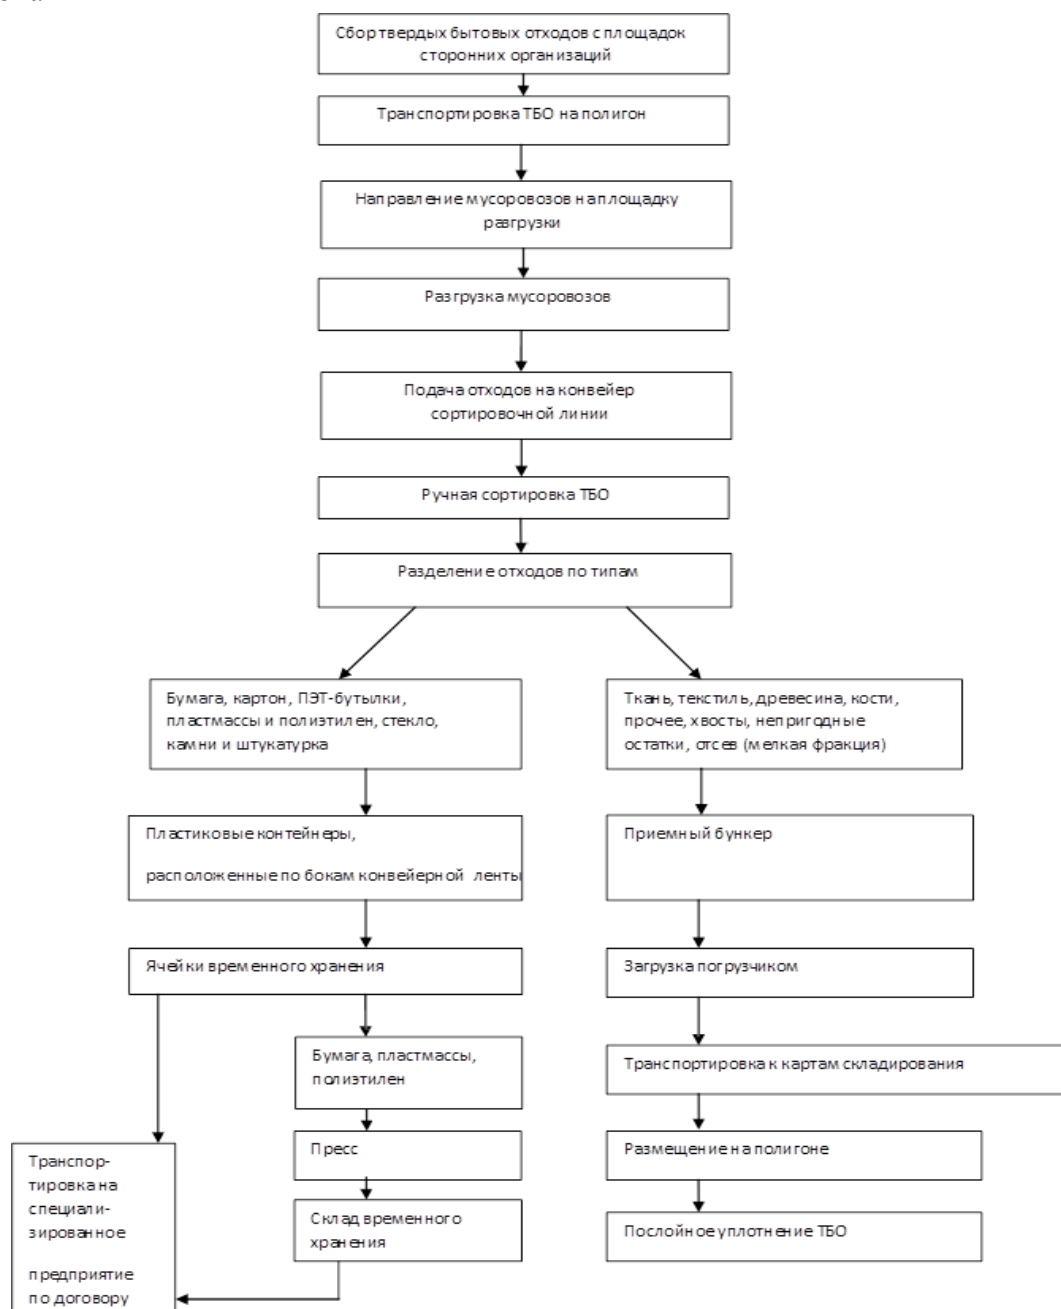 Сбор твердых бытовых отходов с площадок
сторонних организаций
Транспортировка ТБО на полигон
Направление мусоровозов на площадку
разгрузки
Разгрузка мусоровозов
Подача отходов на конвейер
сортировочной линии
Ручная сортировка ТБО
Разделение отходов по типам
Бумага, картон, ПЭТ-бутылки,
пластмассы и полиэтилен, стекло,
камни и штукатурка
Ткань, текстиль, древесина, кости,
прочее, хвосты, непригодные
остатки, отсев (мелкая фракция)
Пластиковые контейнеры,
расположенные по бокам конвейерной ленты
Приемный бункер
Ячейки временного хранения
Загрузка погрузчиком
Бумага, пластмассы,
полиэтилен
Транспортировка к картам складирования
Пресс
Размещение на полигоне
Транспор-
тировка на
специали-
зированное
предприятие
по договору
Склад временного
хранения
Послойное уплотнение ТБО